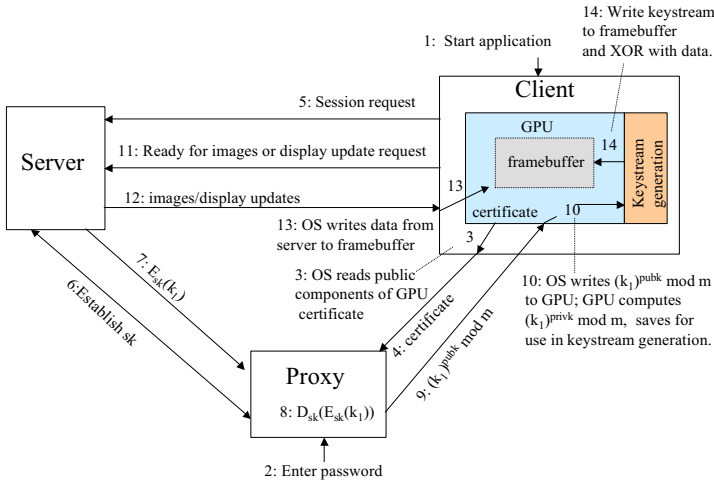 14: Write keystream
to framebuffer
and XOR with data.
1: Start application
Client
5: Session request
GPU
Server
11: Ready for images or display update request
framebuffer
14
Keystream
generation
12: images/display updates
13
certificate
10
13: OS writes data from
server to framebuffer
3
3: OS reads public
components of GPU
certificate
10: OS writes (k₁)ᵖᵘᵇᵏ mod m
to GPU; GPU computes
(k₁)ᵖʳⁱᵛᵏ mod m, saves for
use in keystream generation.
7: Eₛₖ(k₁)
6:Establish sk
4: certificate
9: (k₁)ᵖᵘᵇᵏ mod m
Proxy
8: Dₛₖ(Eₛₖ(k₁))
2: Enter password